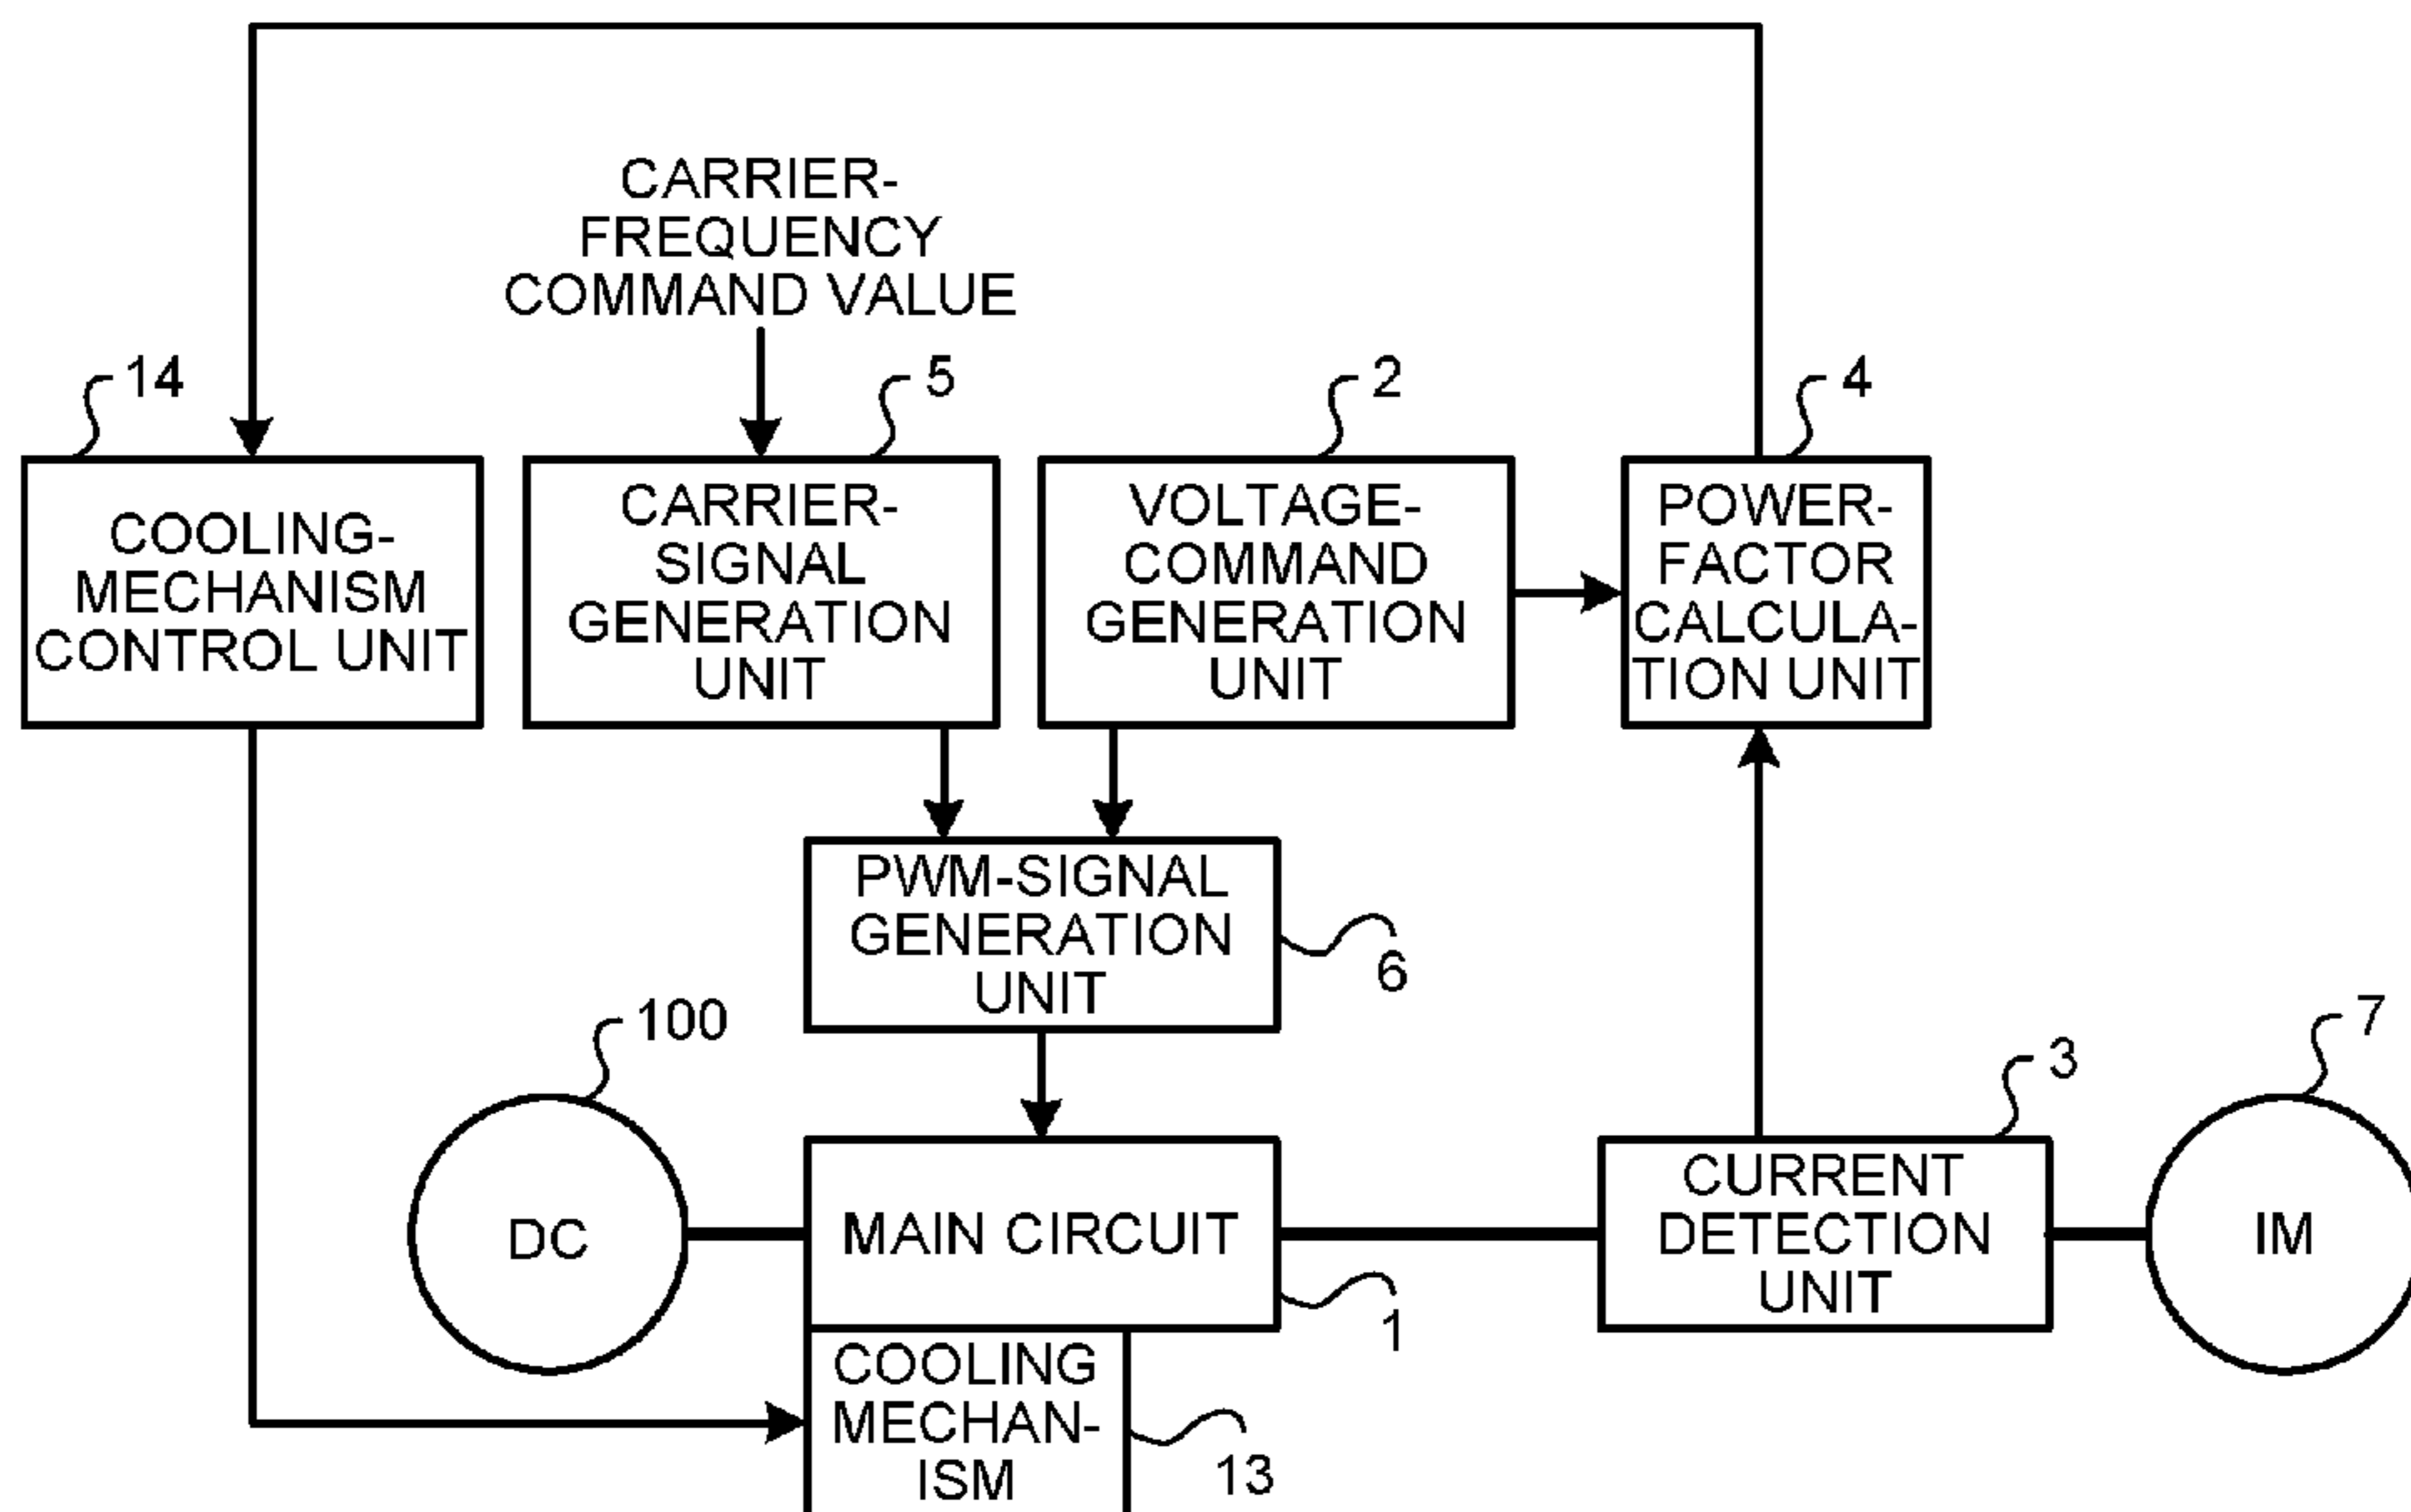 CARRIER-
FREQUENCY
COMMAND VALUE
14
5
2
4
COOLING-
MECHANISM
CONTROL UNIT
CARRIER-
SIGNAL
GENERATION
UNIT
VOLTAGE-
COMMAND
GENERATION
UNIT
POWER-
FACTOR
CALCULA-
TION UNIT
PWM-SIGNAL
GENERATION
UNIT
6
100
7
3
DC
MAIN CIRCUIT
1
CURRENT
DETECTION
UNIT
IM
COOLING
MECHAN-
ISM
13